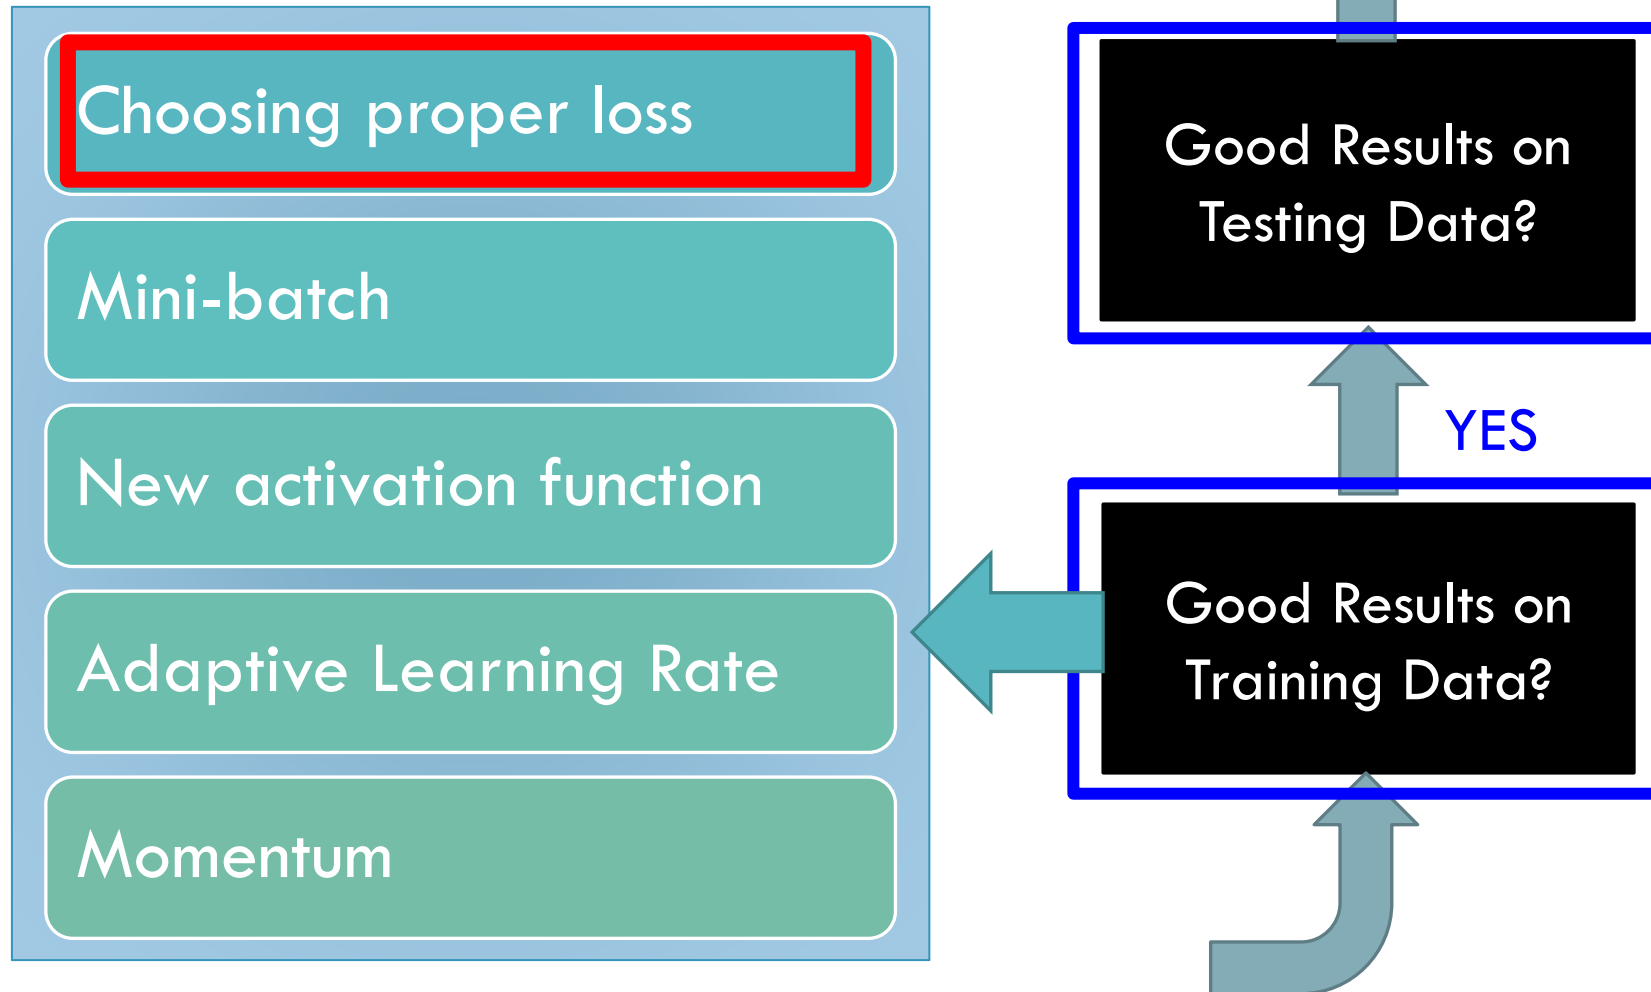 Choosing proper loss
Mini-batch
New activation function
Adaptive Learning Rate
Momentum
Good Results on
Testing Data?
YES
Good Results on
Training Data?